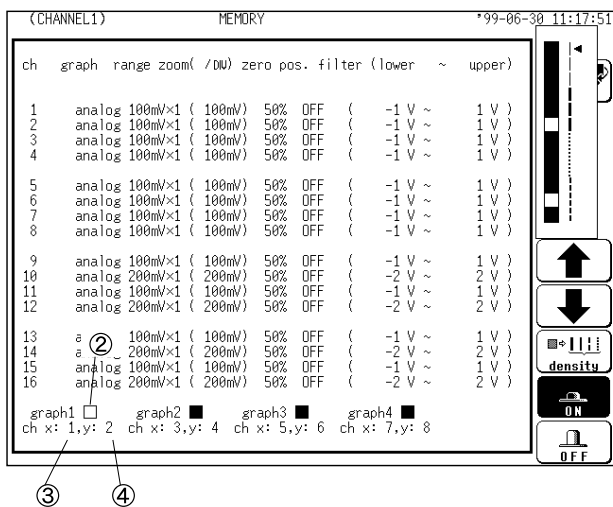 (CHANNEL1) MEMORY '99-06-30 11:17:51
ch graph range zoom( /DIV) zero pos. filter (lower ~ upper)
1 analog 100mV×1 ( 100mV) 50% OFF ( -1 V ~ 1 V )
2 analog 100mV×1 ( 100mV) 50% OFF ( -1 V ~ 1 V )
3 analog 100mV×1 ( 100mV) 50% OFF ( -1 V ~ 1 V )
4 analog 100mV×1 ( 100mV) 50% OFF ( -1 V ~ 1 V )
5 analog 100mV×1 ( 100mV) 50% OFF ( -1 V ~ 1 V )
6 analog 100mV×1 ( 100mV) 50% OFF ( -1 V ~ 1 V )
7 analog 100mV×1 ( 100mV) 50% OFF ( -1 V ~ 1 V )
8 analog 100mV×1 ( 100mV) 50% OFF ( -1 V ~ 1 V )
9 analog 100mV×1 ( 100mV) 50% OFF ( -1 V ~ 1 V )
10 analog 200mV×1 ( 200mV) 50% OFF ( -2 V ~ 2 V )
11 analog 100mV×1 ( 100mV) 50% OFF ( -1 V ~ 1 V )
12 analog 200mV×1 ( 200mV) 50% OFF ( -2 V ~ 2 V )
13 a 100mV×1 ( 100mV) 50% OFF ( -1 V ~ 1 V )
14 a 200mV×1 ( 200mV) 50% OFF ( -2 V ~ 2 V )
15 analog 100mV×1 ( 100mV) 50% OFF ( -1 V ~ 1 V )
16 analog 200mV×1 ( 200mV) 50% OFF ( -2 V ~ 2 V )
②
graph1 graph2 graph3 graph4
ch x: 1,y: 2 ch x: 3,y: 4 ch x: 5,y: 6 ch x: 7,y: 8
density
ON
OFF
③ ④